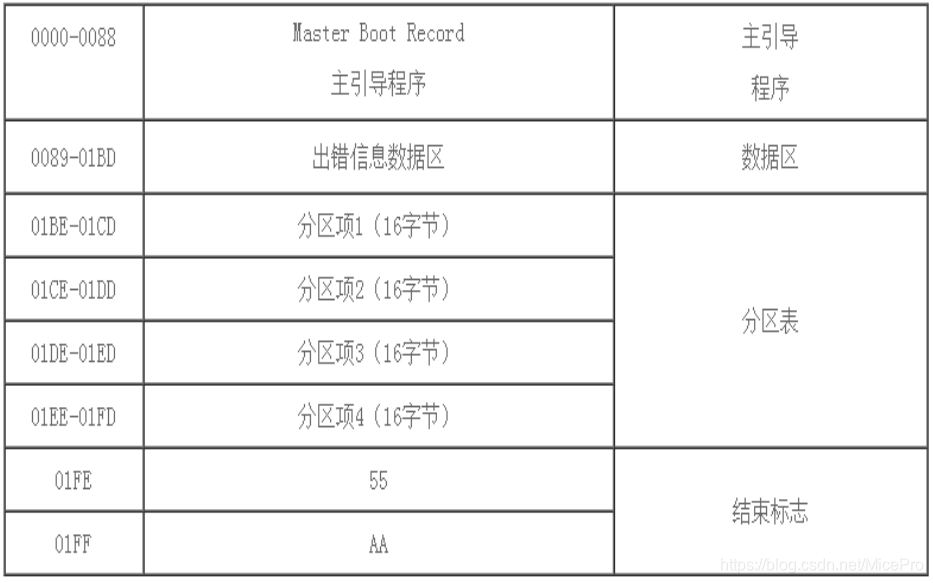 0000-0088
Master Boot Record
主引导程序
主引导
程序
0089-01BD
出错信息数据区
数据区
01BE-01CD
分区项1（16字节）
01CE-01DD
分区项2（16字节）
01DE-01ED
分区项3（16字节）
01EE-01FD
分区项4（16字节）
分区表
01FE
55
01FF
AA
结束标志
https://blog.csdn.net/MicePro